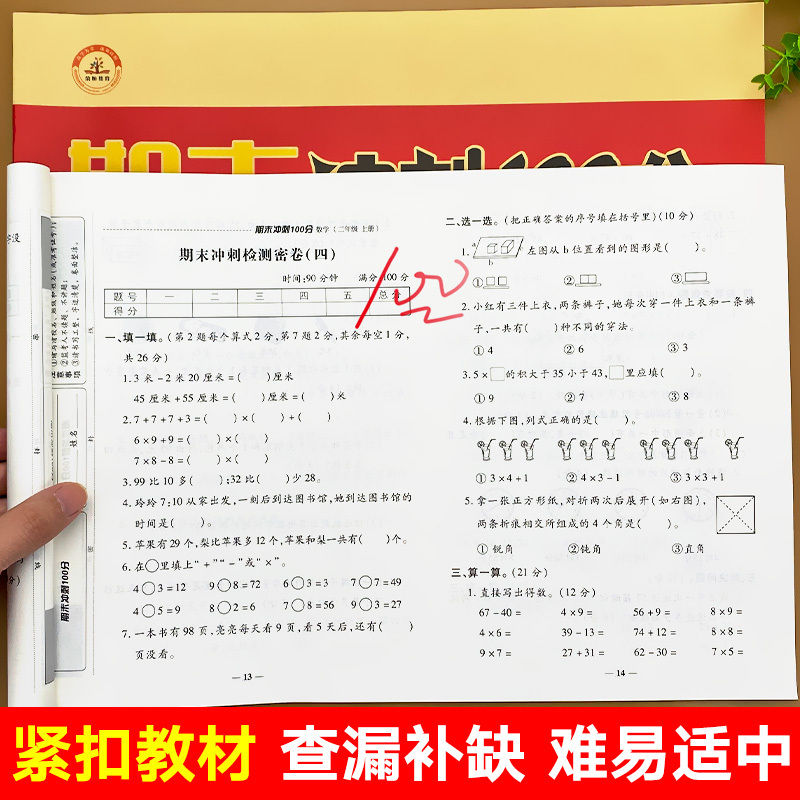 筑桥教育
期末冲刺100分
期末冲刺100分 数学(二年级 上册)
期末冲刺检测密卷(四)
时间:90分钟 满分:100分
题号 一 二 三 四 五 总分
得分
100
一、填一填。(第2题每个算式2分,第7题2分,其余每空1分,
共26分)
1.3米-2米20厘米=( )厘米
45厘米+55厘米=( )厘米=( )米
2.7+7+7+3=( )×( )+( )
6×9+9=( )×( )
7×8-8=( )×( )
3.99比10多( );32比( )少28。
4.玲玲7:10从家出发,一刻后到达图书馆,她到达图书馆的
时间是( )。
5.苹果有29个,梨比苹果多12个,苹果和梨一共有( )个。
6.在○里填上“+”“-”或“×”。
4○3=12 9○8=72 6○3=3 7○7=49
4○5=9 8○2=6 7○8=56 9○3=27
7.一本书有98页,亮亮每天看9页,看5天后,还有( )
页没看。
— 13 —
二、选一选。(把正确答案的序号填在括号里)(10分)
1. a b 左图从b位置看到的图形是( )。
① ② ③
2.小红有三件上衣,两条裤子,她每次穿一件上衣和一条裤
子,一共有( )种不同的穿法。
①4 ②6 ③3
3.5×□的积大于35小于43,□里应填( )。
①9 ②7 ③8
4.根据下图,列式正确的是( )。
①3×4+1 ②4×3-1 ③3×3+1
5.拿一张正方形纸,对折两次后展开(如右图),
两条折痕相交所组成的4个角是( )。
①锐角 ②钝角 ③直角
三、算一算。(21分)
1.直接写出得数。(12分)
67-40= 4×9= 56+9= 8×9=
4×6= 39-13= 74+12= 8×8=
9×7= 27+31= 62-30= 7×5=
— 14 —
姓名
期末冲刺100分
紧扣教材 查漏补缺 难易适中